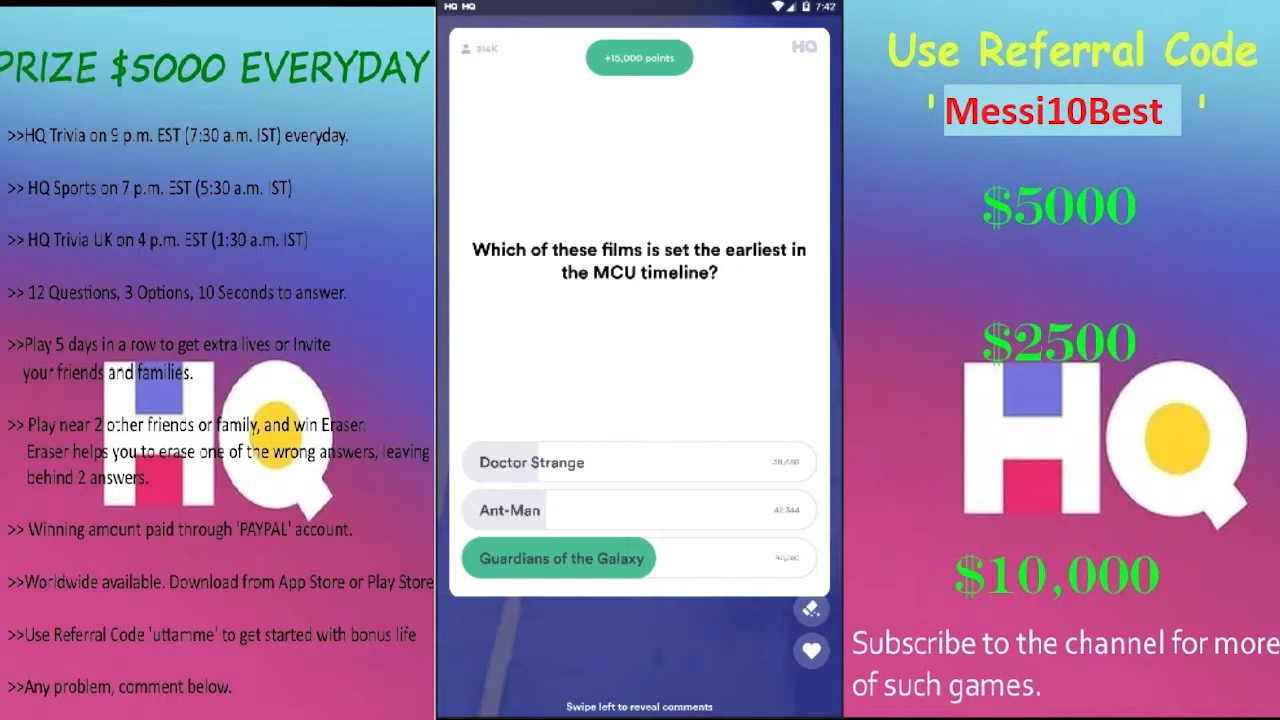 PRIZE $5000 EVERYDAY
>>HQ Trivia on 9 p.m. EST (7:30 a.m. IST) everyday.
>> HQ Sports on 7 p.m. EST (5:30 a.m. IST)
>> HQ Trivia UK on 4 p.m. EST (1:30 a.m. IST)
>> 12 Questions, 3 Options, 10 Seconds to answer.
>>Play 5 days in a row to get extra lives or Invite
your friends and families.
>> Play near 2 other friends or family, and win Eraser.
Eraser helps you to erase one of the wrong answers, leaving
behind 2 answers.
>> Winning amount paid through 'PAYPAL' account.
>>Worldwide available. Download from App Store or Play Store
>>Use Referral Code 'uttamme' to get started with bonus life
>>Any problem, comment below.
HQ
HQ HQ
7:42
314K
+15,000 points
HQ
Which of these films is set the earliest in
the MCU timeline?
Doctor Strange
Ant-Man
42,344
Guardians of the Galaxy
Swipe left to reveal comments
Use Referral Code
' Messi10Best '
$5000
$2500
HQ
$10,000
Subscribe to the channel for more
of such games.